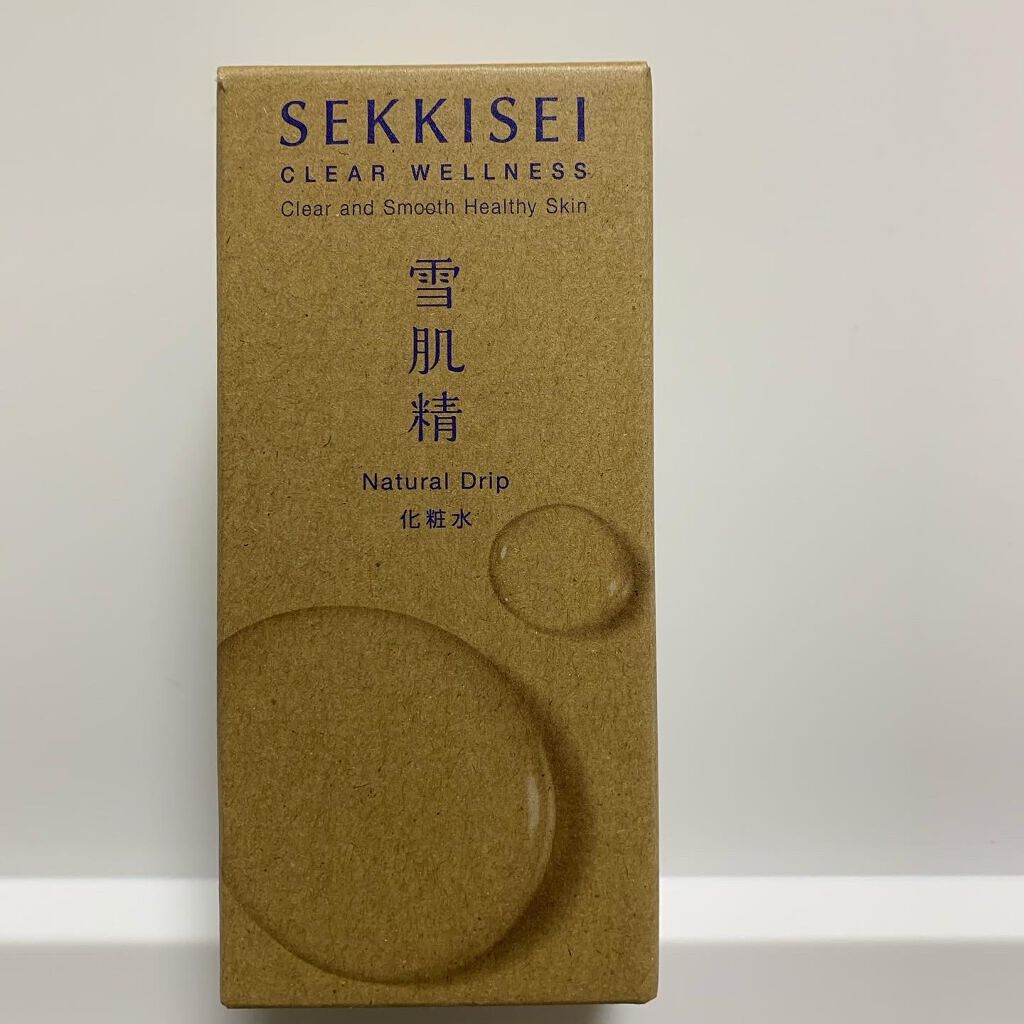 SEKKISEI
CLEAR WELLNESS
Clear and Smooth Healthy Skin
雪肌精
Natural Drip
化粧水